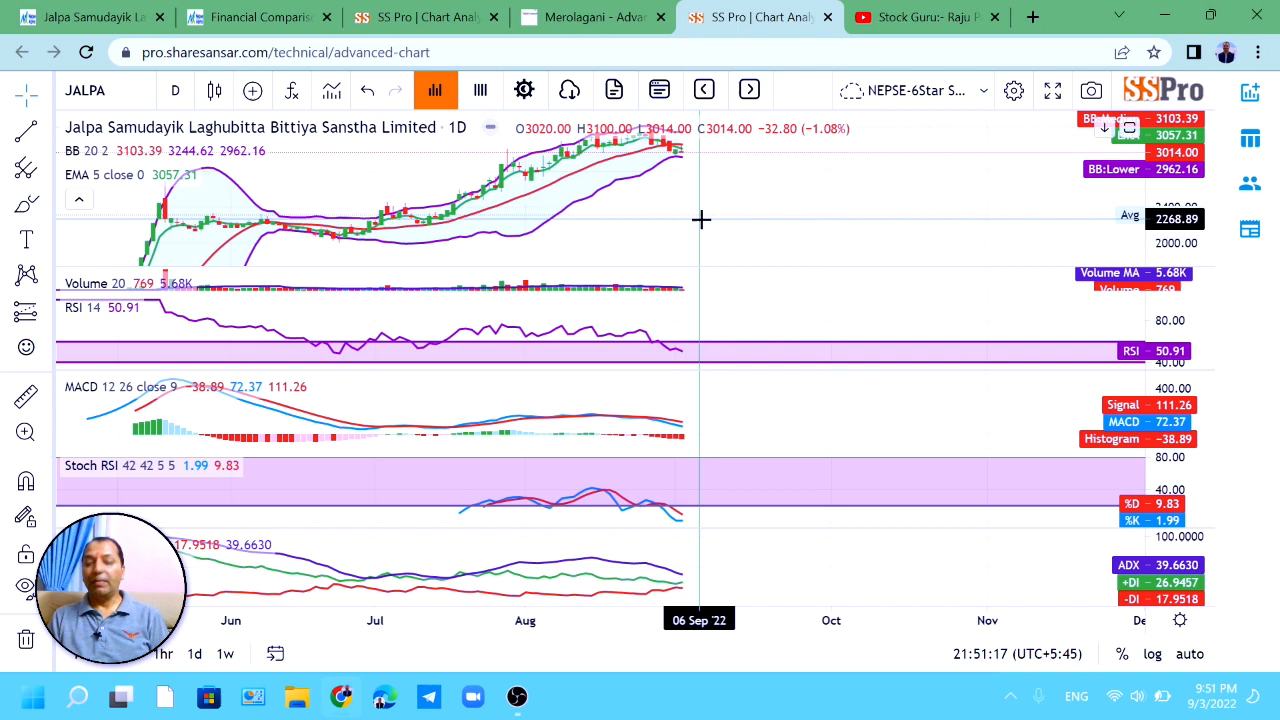 Jalpa Samudayik La
Financial Comparis
SS Pro | Chart Analy
Merolagani - Advan
SS Pro | Chart Analy
Stock Guru:- Raju P
pro.sharesansar.com/technical/advanced-chart
JALPA D NEPSE-6Star S... SSPro
Jalpa Samudayik Laghubitta Bittiya Sanstha Limited · 1D O3020.00 H3100.00 L3014.00 C3014.00 −32.80 (−1.08%)
BB 20 2 3103.39 3244.62 2962.16
EMA 5 close 0 3057.31
3103.39
3057.31
3014.00
BB:Lower 2962.16
Avg 2268.89
2000.00
Volume 20 769 5.68K
Volume MA 5.68K
Volume 769
RSI 14 50.91
80.00
RSI 50.91
40.00
MACD 12 26 close 9 −38.89 72.37 111.26
400.00
Signal 111.26
MACD 72.37
Histogram −38.89
Stoch RSI 42 42 5 5 1.99 9.83
80.00
40.00
%D 9.83
%K 1.99
17.9518 39.6630
100.0000
ADX 39.6630
+DI 26.9457
-DI 17.9518
Jun Jul Aug 06 Sep '22 Oct Nov De
1hr 1d 1w 21:51:17 (UTC+5:45) % log auto
ENG
9:51 PM
9/3/2022